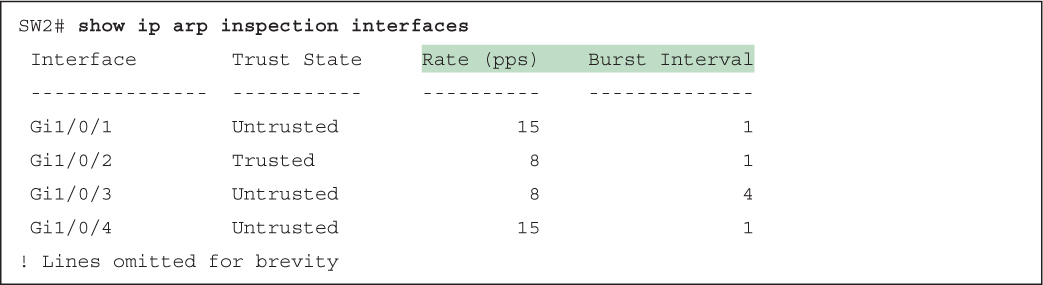 SW2# show ip arp inspection interfaces
Interface        Trust State     Rate (pps)    Burst Interval
---------------  -----------     ----------    --------------
Gi1/0/1          Untrusted               15                 1
Gi1/0/2          Trusted                  8                 1
Gi1/0/3          Untrusted                8                 4
Gi1/0/4          Untrusted               15                 1
! Lines omitted for brevity